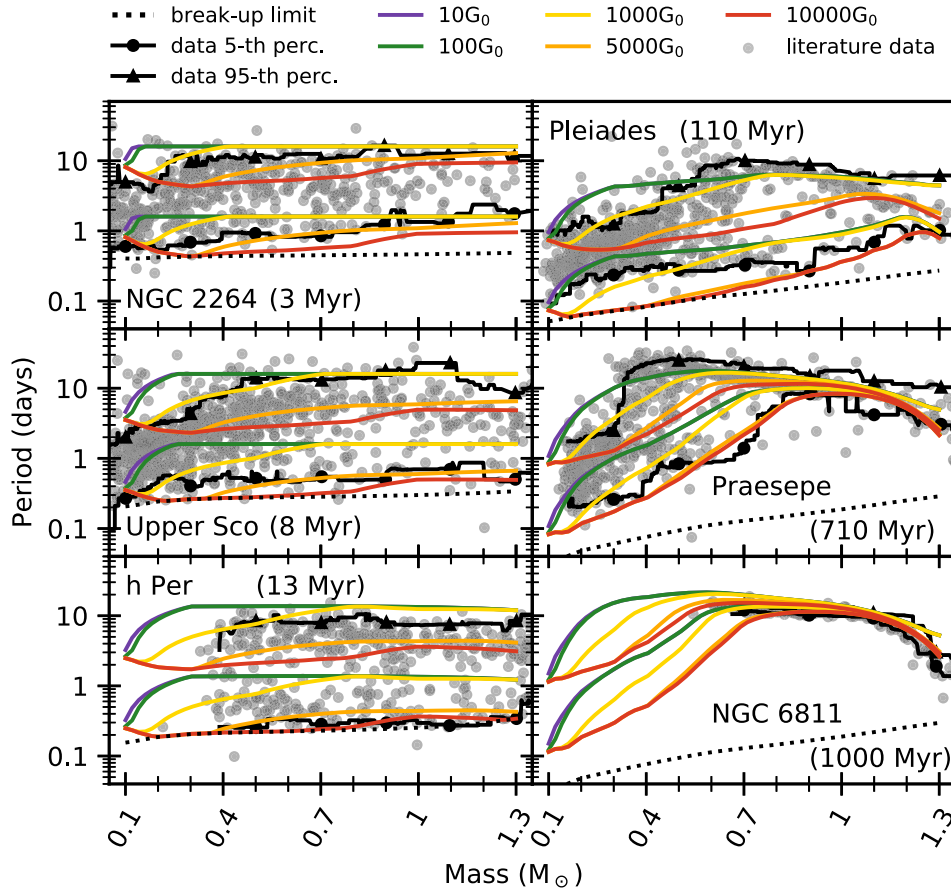 break-up limit
data 5-th perc.
data 95-th perc.
10G₀
100G₀
1000G₀
5000G₀
10000G₀
literature data
10
1
0.1
NGC 2264 (3 Myr)
Pleiades (110 Myr)
10
1
0.1
Upper Sco (8 Myr)
Praesepe
(710 Myr)
10
1
0.1
h Per (13 Myr)
NGC 6811
(1000 Myr)
Period (days)
0.1 0.4 0.7 1 1.3
0.1 0.4 0.7 1 1.3
Mass (M☉)